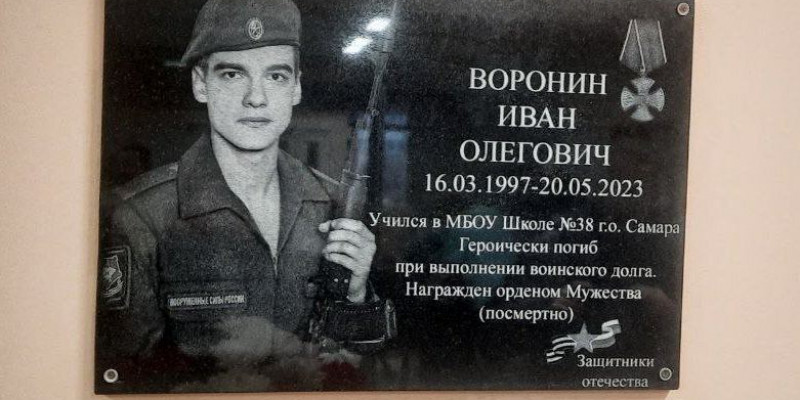 ВОРОНИН
ИВАН
ОЛЕГОВИЧ
16.03.1997-20.05.2023
Учился в МБОУ Школе №38 г.о. Самара
Героически погиб
при выполнении воинского долга.
Награжден орденом Мужества
(посмертно)
ВООРУЖЕННЫЕ СИЛЫ РОССИИ
Защитники
отечества